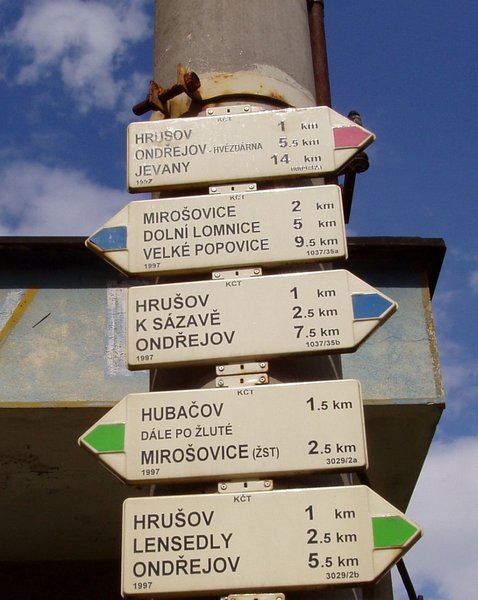 KČT
HRUŠOV 1 km
ONDŘEJOV - HVĚZDÁRNA 5.5 km
JEVANY 14 km
1997
KČT
MIROŠOVICE 2 km
DOLNÍ LOMNICE 5 km
VELKÉ POPOVICE 9.5 km
1997 1037/35a
KČT
HRUŠOV 1 km
K SÁZAVĚ 2.5 km
ONDŘEJOV 7.5 km
1997 1037/35b
KČT
HUBAČOV 1.5 km
DÁLE PO ŽLUTÉ
MIROŠOVICE (ŽST) 2.5 km
1997 3029/2a
KČT
HRUŠOV 1 km
LENSEDLY 2.5 km
ONDŘEJOV 5.5 km
1997 3029/2b